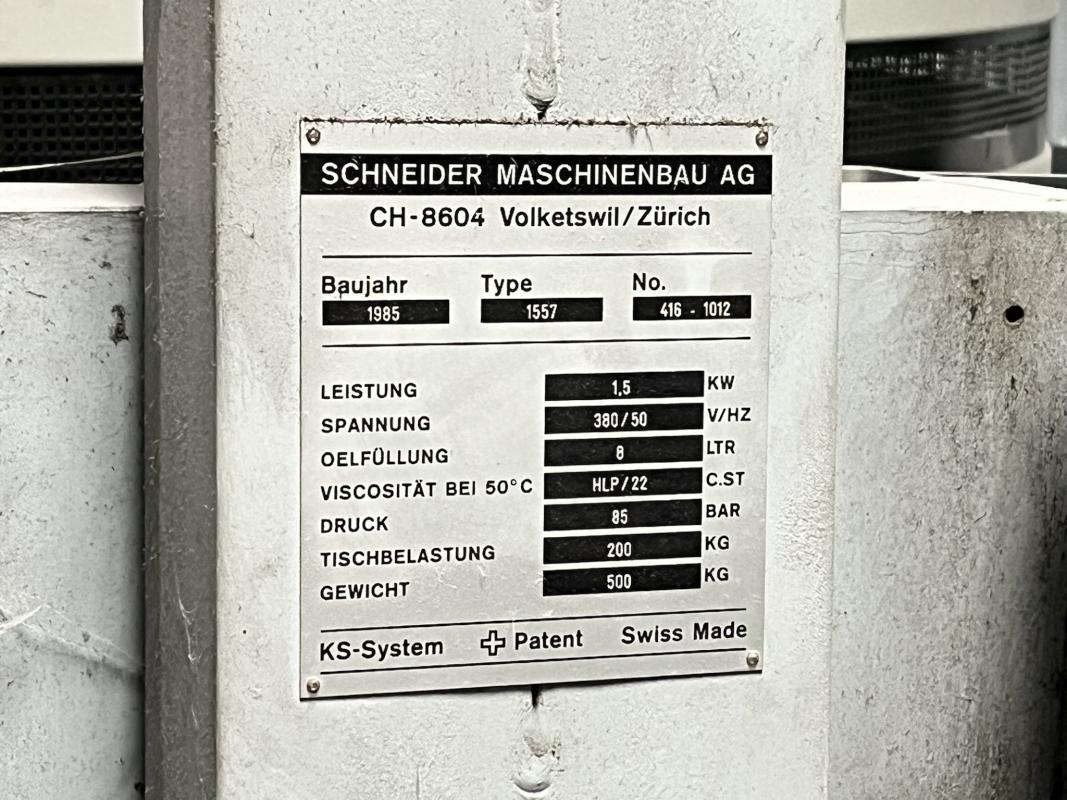 SCHNEIDER MASCHINENBAU AG
CH-8604 Volketswil/Zürich
Baujahr Type No.
1985 1557 416 - 1012
LEISTUNG 1,5 KW
SPANNUNG 380/50 V/HZ
OELFÜLLUNG 8 LTR
VISCOSITÄT BEI 50°C HLP/22 C.ST
DRUCK 85 BAR
TISCHBELASTUNG 200 KG
GEWICHT 500 KG
KS-System Patent Swiss Made